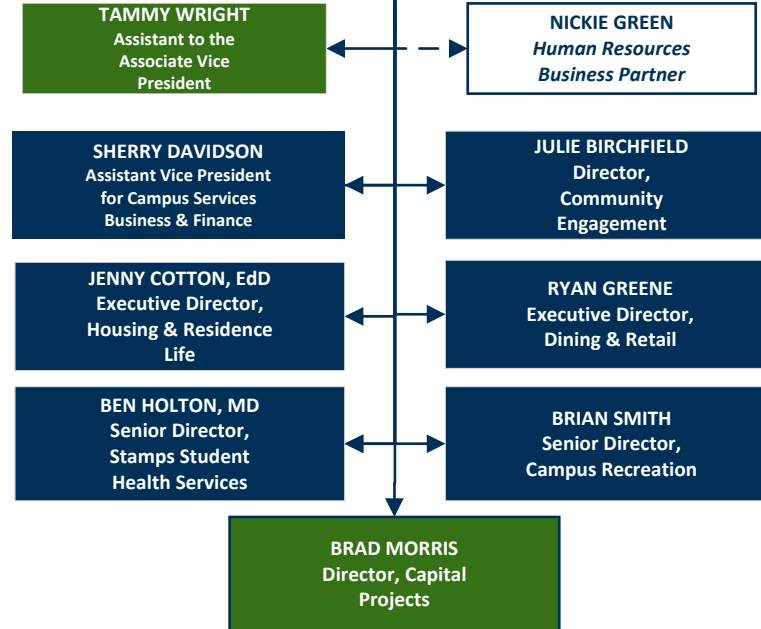 TAMMY WRIGHT
Assistant to the
Associate Vice
President
NICKIE GREEN
Human Resources
Business Partner
SHERRY DAVIDSON
Assistant Vice President
for Campus Services
Business & Finance
JULIE BIRCHFIELD
Director,
Community
Engagement
JENNY COTTON, EdD
Executive Director,
Housing & Residence
Life
RYAN GREENE
Executive Director,
Dining & Retail
BEN HOLTON, MD
Senior Director,
Stamps Student
Health Services
BRIAN SMITH
Senior Director,
Campus Recreation
BRAD MORRIS
Director, Capital
Projects